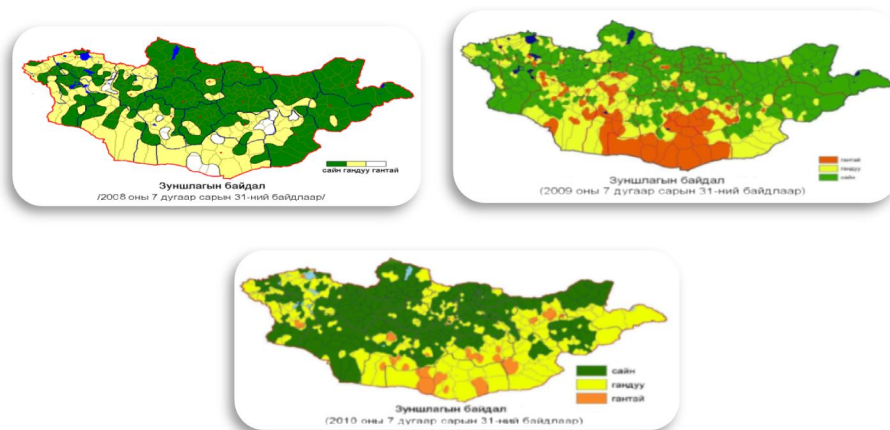 сайн гандуу гантай
Зуншлагын байдал
/2008 оны 7 дугаар сарын 31-ний байдлаар/
гантай
гандуу
сайн
Зуншлагын байдал
(2009 оны 7 дугаар сарын 31-ний байдлаар)
сайн
гандуу
гантай
Зуншлагын байдал
(2010 оны 7 дугаар сарын 31-ний байдлаар)